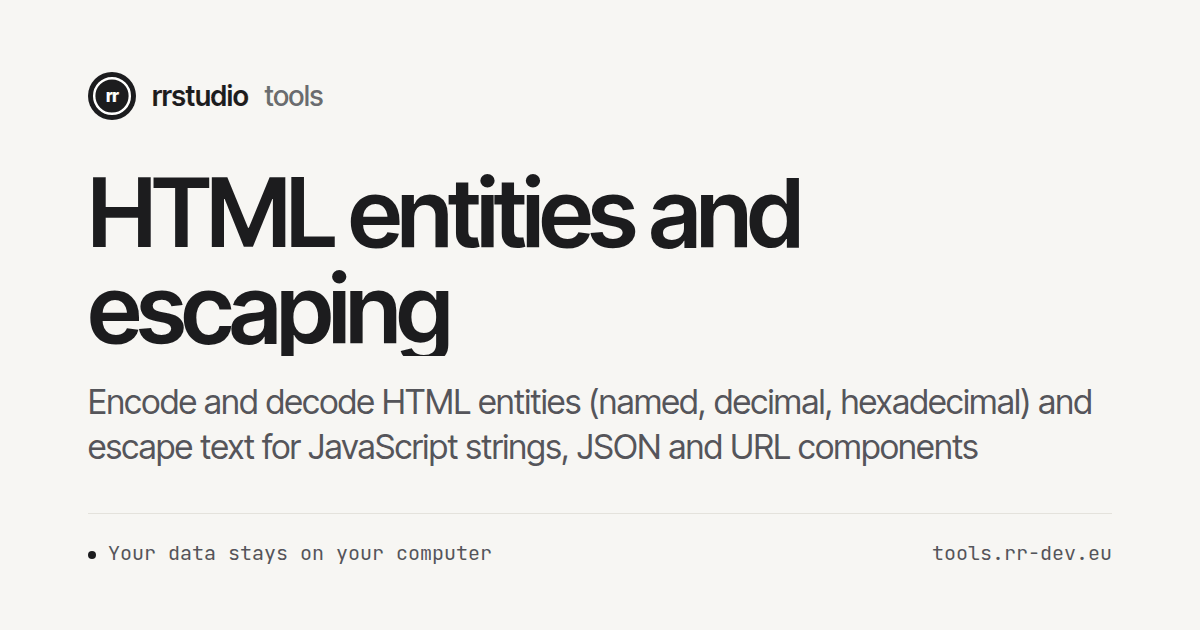 rr rrstudio tools
HTML entities and
escaping
Encode and decode HTML entities (named, decimal, hexadecimal) and
escape text for JavaScript strings, JSON and URL components
Your data stays on your computer
tools.rr-dev.eu